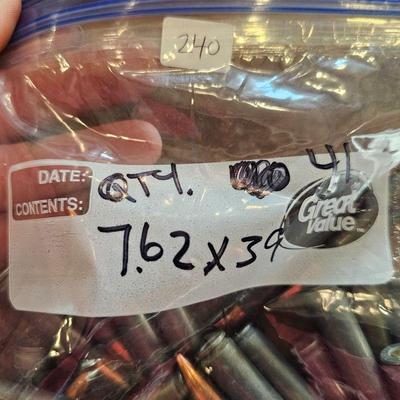 240
DATE: QTY. 41
CONTENTS: 7.62x39
Great Value